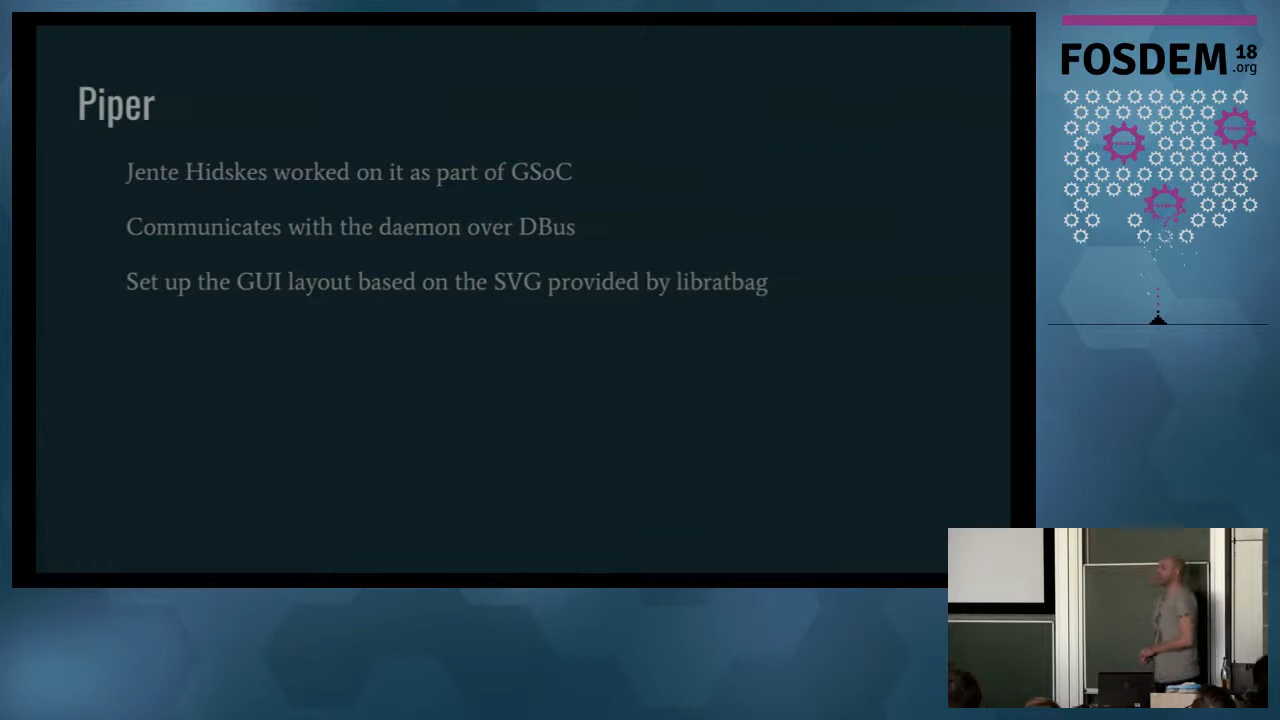 Piper
Jente Hidskes worked on it as part of GSoC
Communicates with the daemon over DBus
Set up the GUI layout based on the SVG provided by libratbag
FOSDEM 18
.org